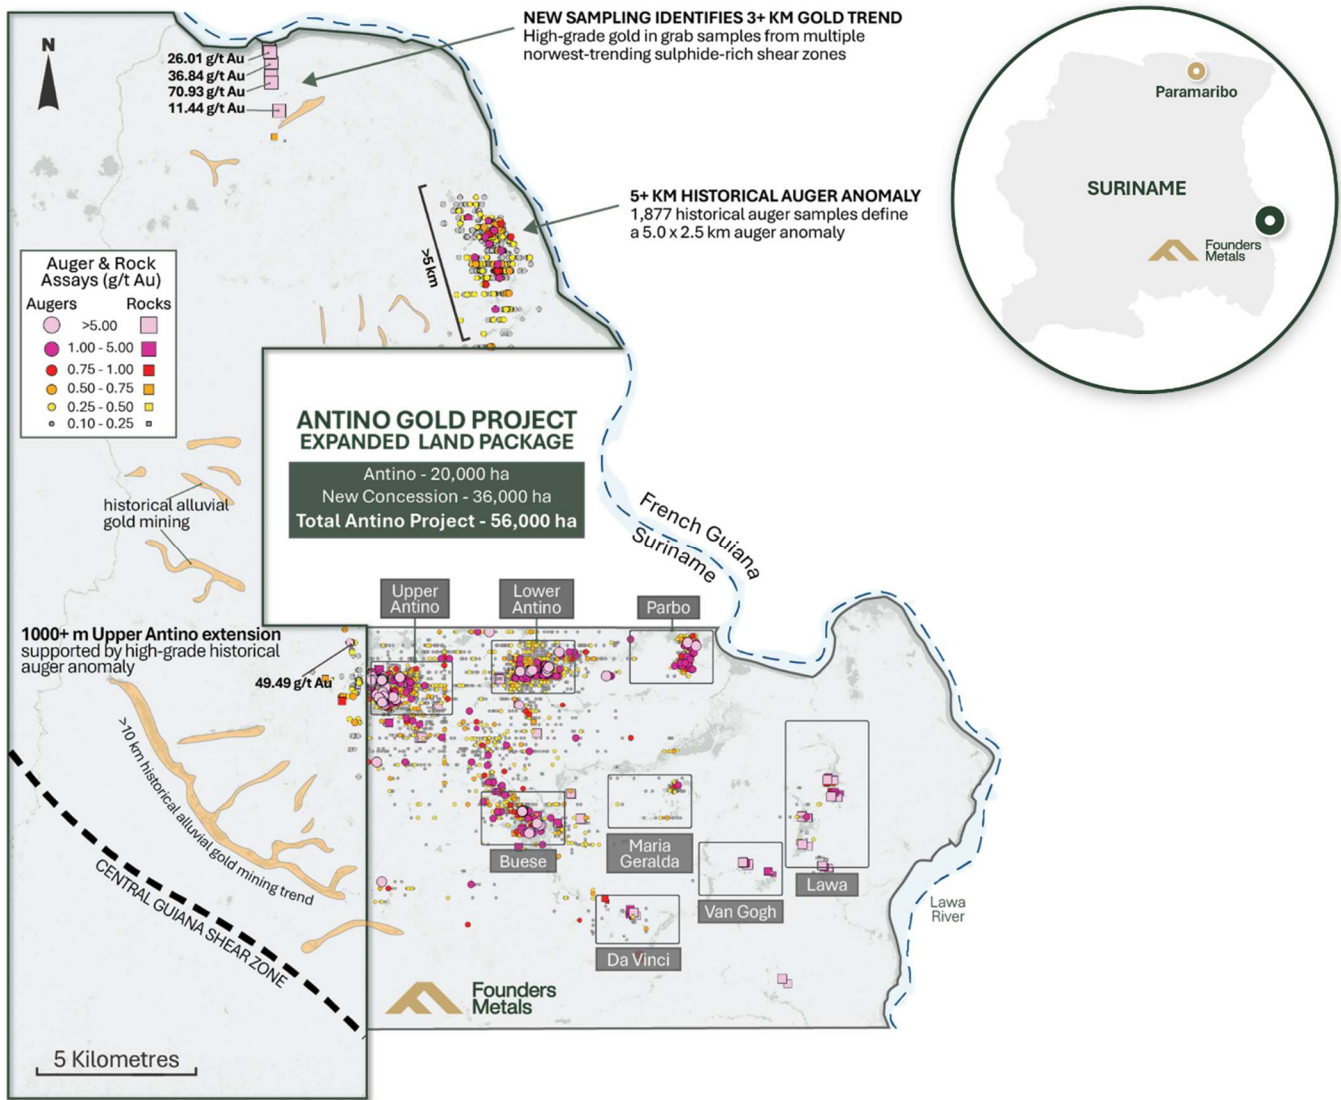 NEW SAMPLING IDENTIFIES 3+ KM GOLD TREND
High-grade gold in grab samples from multiple
norwest-trending sulphide-rich shear zones
N
26.01 g/t Au
36.84 g/t Au
70.93 g/t Au
11.44 g/t Au
Paramaribo
SURINAME
Founders
Metals
5+ KM HISTORICAL AUGER ANOMALY
1,877 historical auger samples define
a 5.0 x 2.5 km auger anomaly
>5 km
Auger & Rock
Assays (g/t Au)
Augers Rocks
>5.00
1.00 - 5.00
0.75 - 1.00
0.50 - 0.75
0.25 - 0.50
0.10 - 0.25
ANTINO GOLD PROJECT
EXPANDED LAND PACKAGE
Antino - 20,000 ha
New Concession - 36,000 ha
Total Antino Project - 56,000 ha
historical alluvial
gold mining
French Guiana
Suriname
Upper
Antino
Lower
Antino
Parbo
1000+ m Upper Antino extension
supported by high-grade historical
auger anomaly
49.49 g/t Au
>10 km historical alluvial gold mining trend
CENTRAL GUIANA SHEAR ZONE
Buese
Maria
Geralda
Lawa
Van Gogh
Da Vinci
Lawa
River
Founders
Metals
5 Kilometres